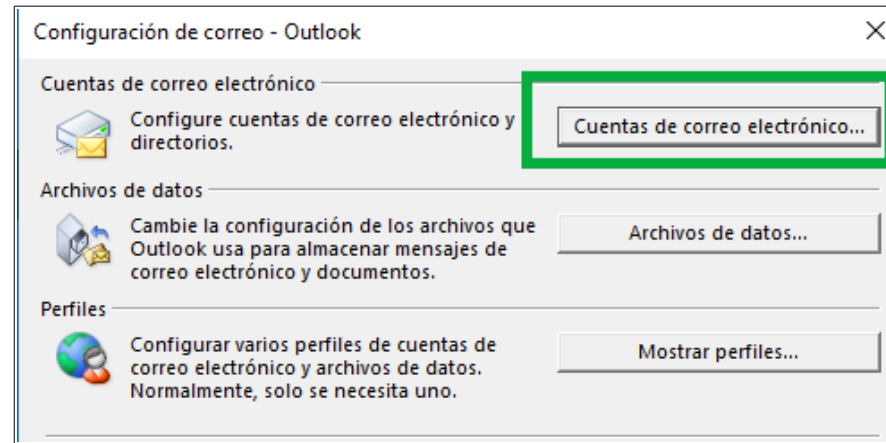 Configuración de correo - Outlook
Cuentas de correo electrónico
Configure cuentas de correo electrónico y
directorios.
Cuentas de correo electrónico...
Archivos de datos
Cambie la configuración de los archivos que
Outlook usa para almacenar mensajes de
correo electrónico y documentos.
Archivos de datos...
Perfiles
Configurar varios perfiles de cuentas de
correo electrónico y archivos de datos.
Normalmente, solo se necesita uno.
Mostrar perfiles...